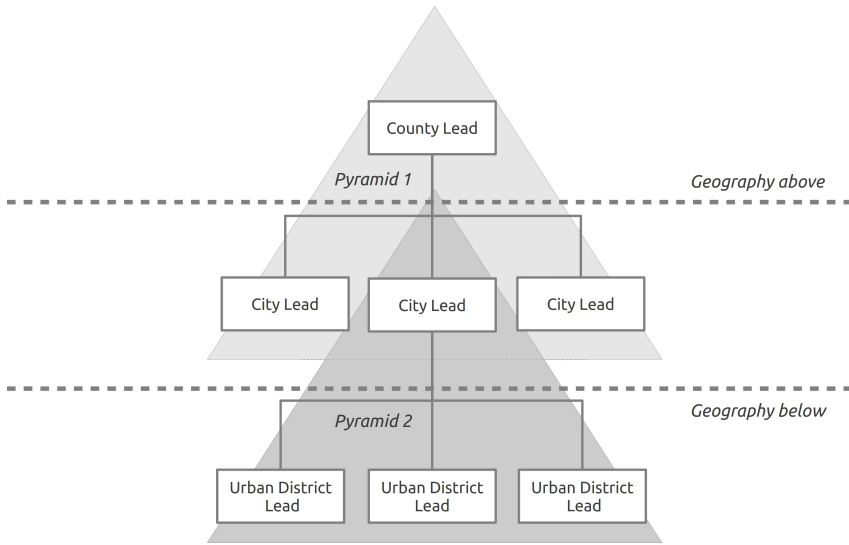 County Lead
Pyramid 1
Geography above
City Lead
City Lead
City Lead
Geography below
Pyramid 2
Urban District
Lead
Urban District
Lead
Urban District
Lead